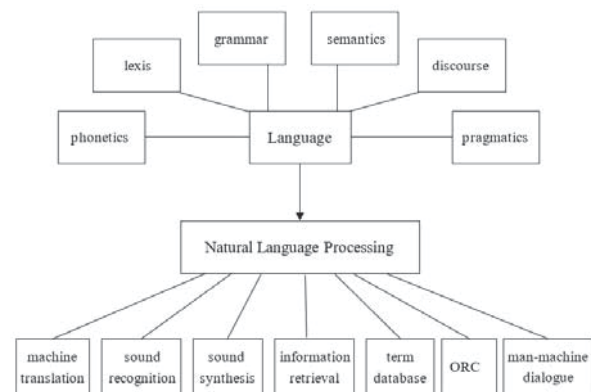 grammar
semantics
lexis
discourse
phonetics
Language
pragmatics
Natural Language Processing
machine
translation
sound
recognition
sound
synthesis
information
retrieval
term
database
ORC
man-machine
dialogue